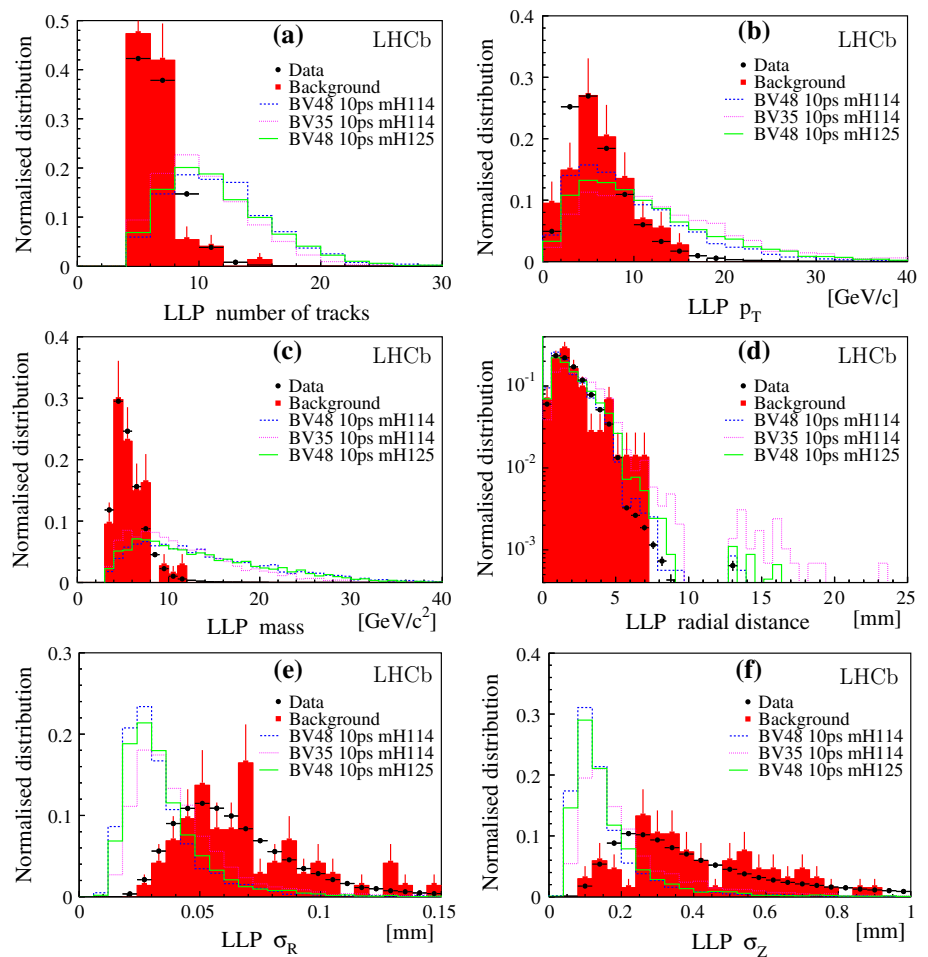 (a) LHCb
Normalised distribution
0.5
0.4
0.3
0.2
0.1
0
Data
Background
BV48 10ps mH114
BV35 10ps mH114
BV48 10ps mH125
0 10 20 30
LLP number of tracks
(b) LHCb
Normalised distribution
0.4
0.3
0.2
0.1
0
Data
Background
BV48 10ps mH114
BV35 10ps mH114
BV48 10ps mH125
0 10 20 30 40
LLP pT [GeV/c]
(c) LHCb
Normalised distribution
0.4
0.3
0.2
0.1
0
Data
Background
BV48 10ps mH114
BV35 10ps mH114
BV48 10ps mH125
0 10 20 30 40
LLP mass [GeV/c²]
(d) LHCb
Normalised distribution
10⁻¹
10⁻²
10⁻³
Data
Background
BV48 10ps mH114
BV35 10ps mH114
BV48 10ps mH125
0 5 10 15 20 25
LLP radial distance [mm]
(e) LHCb
Normalised distribution
0.3
0.2
0.1
0
Data
Background
BV48 10ps mH114
BV35 10ps mH114
BV48 10ps mH125
0 0.05 0.1 0.15
LLP σR [mm]
(f) LHCb
Normalised distribution
0.4
0.3
0.2
0.1
0
Data
Background
BV48 10ps mH114
BV35 10ps mH114
BV48 10ps mH125
0 0.2 0.4 0.6 0.8 1
LLP σZ [mm]